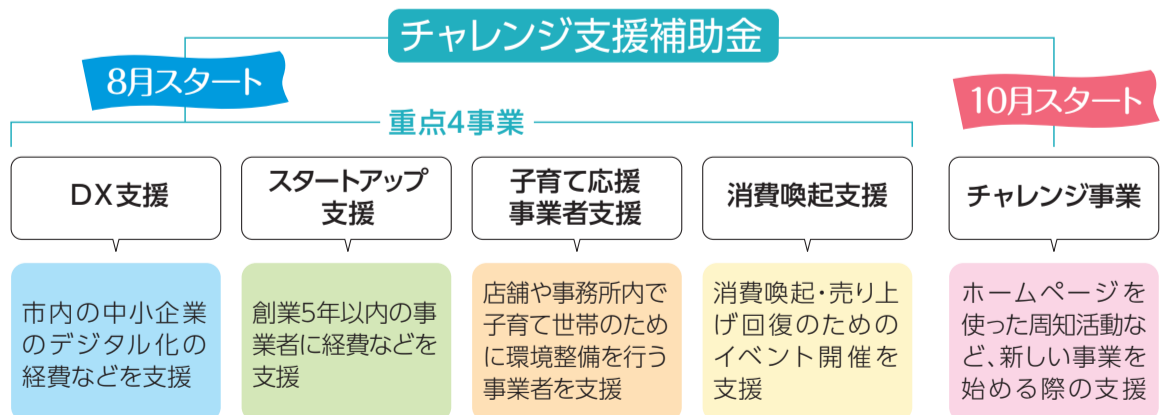 チャレンジ支援補助金
8月スタート
10月スタート
重点4事業
DX支援
市内の中小企業
のデジタル化の
経費などを支援
スタートアップ
支援
創業5年以内の事
業者に経費などを
支援
子育て応援
事業者支援
店舗や事務所内で
子育て世帯のため
に環境整備を行う
事業者を支援
消費喚起支援
消費喚起・売り上
げ回復のための
イベント開催を
支援
チャレンジ事業
ホームページを
使った周知活動な
ど、新しい事業を
始める際の支援